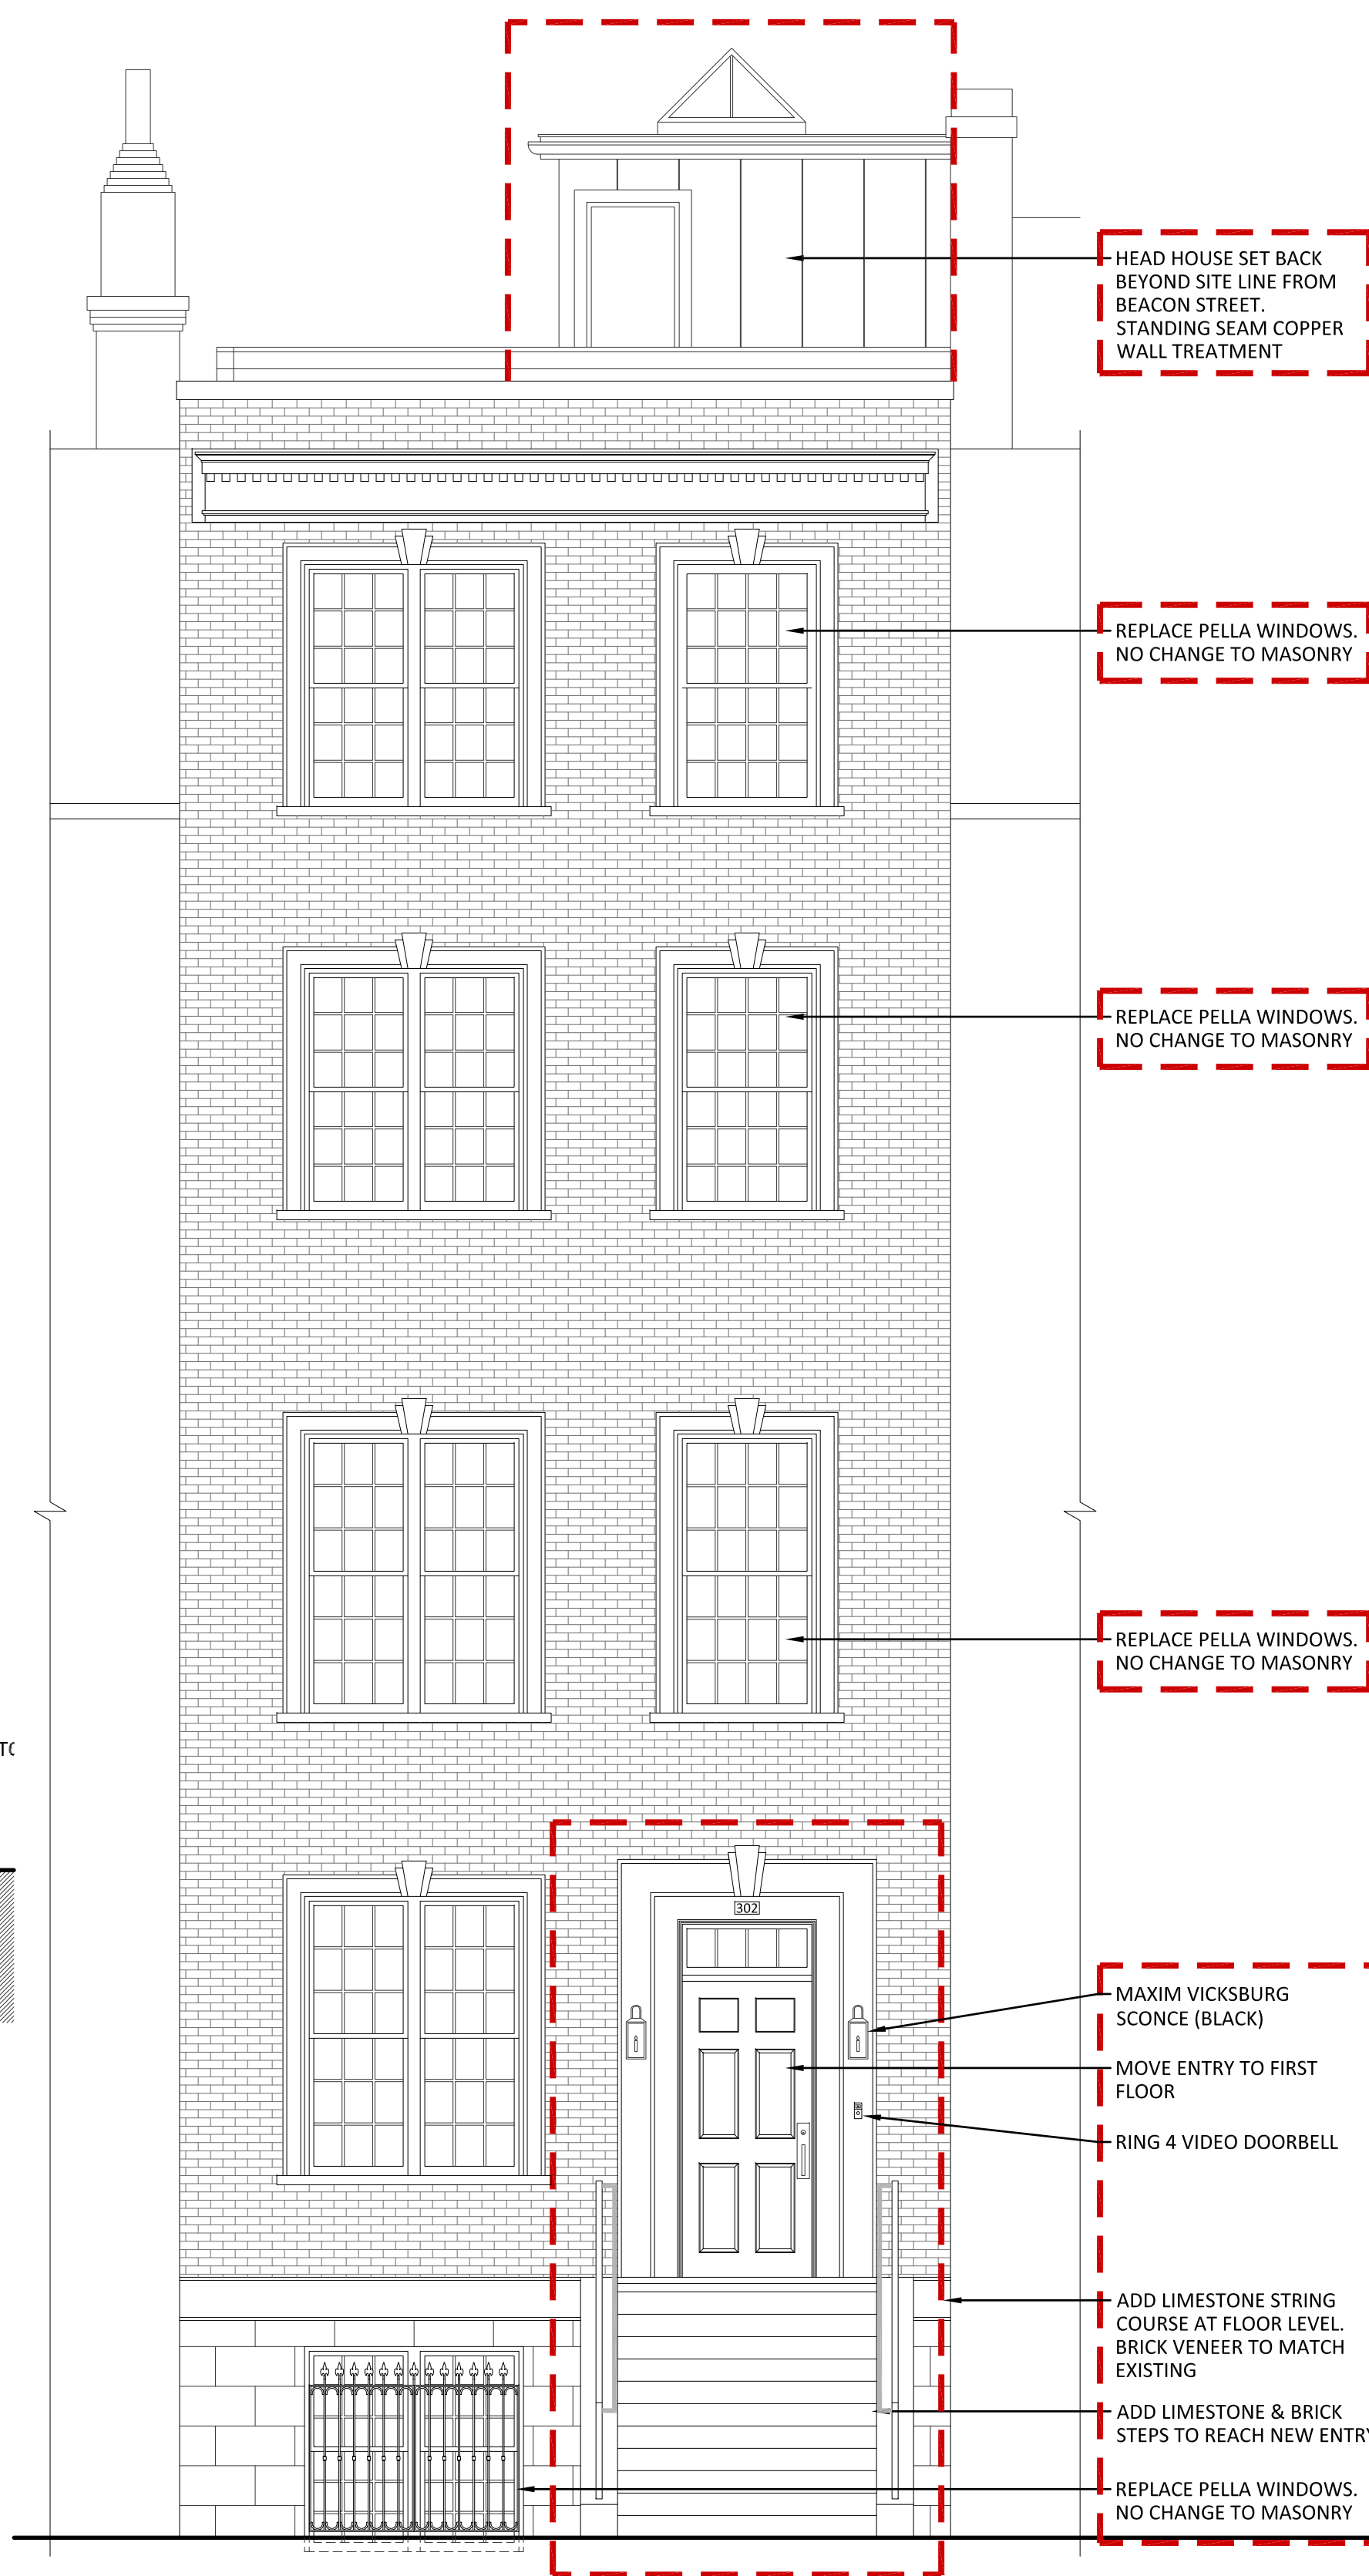 HEAD HOUSE SET BACK
BEYOND SITE LINE FROM
BEACON STREET.
STANDING SEAM COPPER
WALL TREATMENT
REPLACE PELLA WINDOWS.
NO CHANGE TO MASONRY
REPLACE PELLA WINDOWS.
NO CHANGE TO MASONRY
REPLACE PELLA WINDOWS.
NO CHANGE TO MASONRY
302
MAXIM VICKSBURG
SCONCE (BLACK)
MOVE ENTRY TO FIRST
FLOOR
RING 4 VIDEO DOORBELL
ADD LIMESTONE STRING
COURSE AT FLOOR LEVEL.
BRICK VENEER TO MATCH
EXISTING
ADD LIMESTONE & BRICK
STEPS TO REACH NEW ENTRY
REPLACE PELLA WINDOWS.
NO CHANGE TO MASONRY